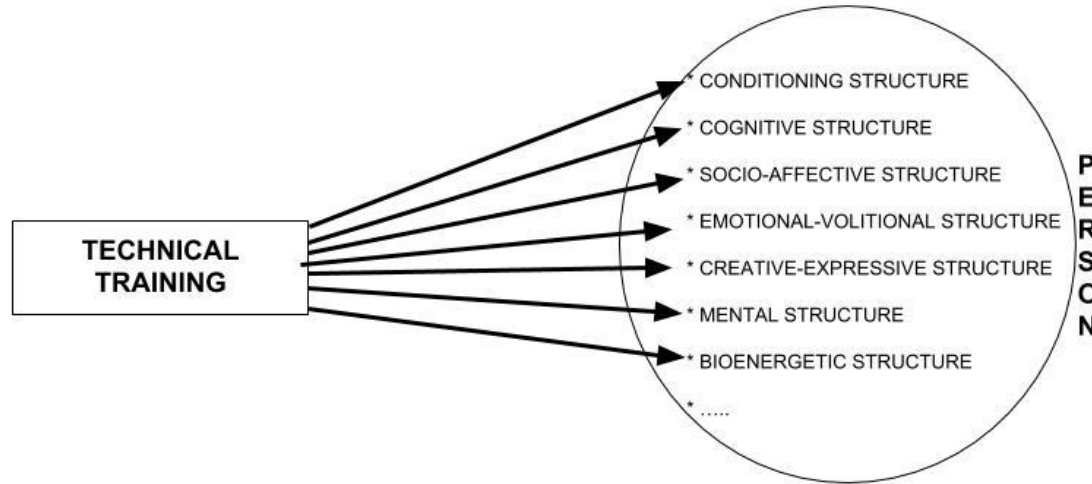 TECHNICAL
TRAINING
* CONDITIONING STRUCTURE
* COGNITIVE STRUCTURE
* SOCIO-AFFECTIVE STRUCTURE
* EMOTIONAL-VOLITIONAL STRUCTURE
* CREATIVE-EXPRESSIVE STRUCTURE
* MENTAL STRUCTURE
* BIOENERGETIC STRUCTURE
* .....
P
E
R
S
O
N